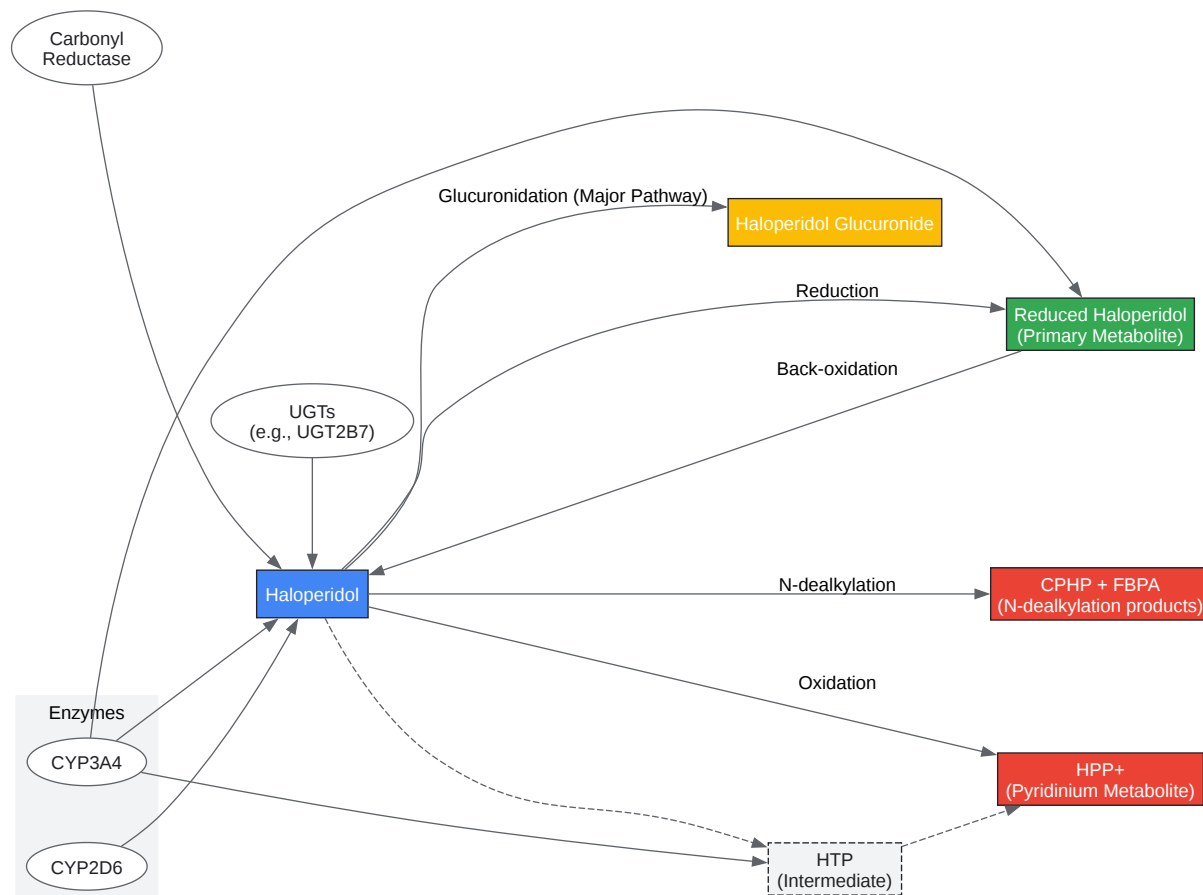 Carbonyl
Reductase
Glucuronidation (Major Pathway)
Haloperidol Glucuronide
Reduction
Reduced Haloperidol
(Primary Metabolite)
Back-oxidation
UGTs
(e.g., UGT2B7)
Haloperidol
N-dealkylation
CPHP + FBPA
(N-dealkylation products)
Oxidation
Enzymes
CYP3A4
HPP+
(Pyridinium Metabolite)
CYP2D6
HTP
(Intermediate)